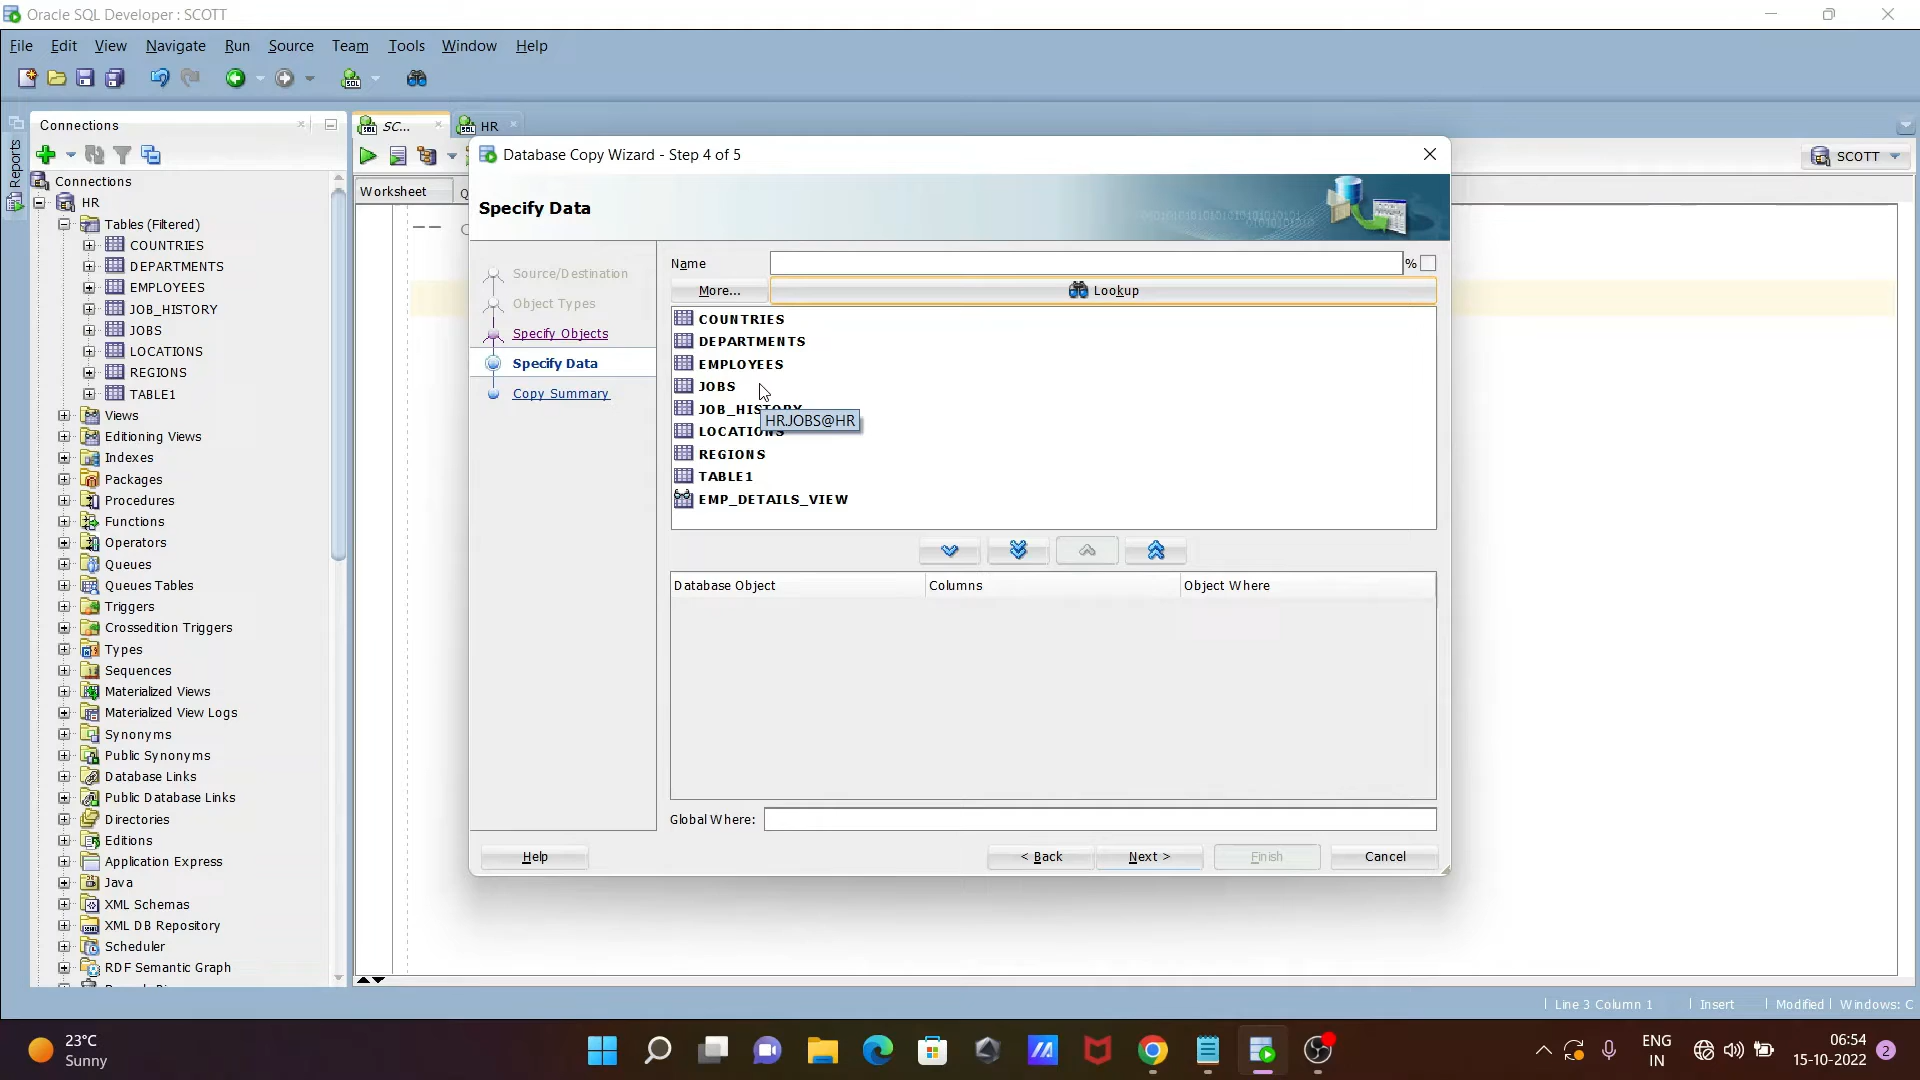 Oracle SQL Developer : SCOTT
File Edit View Navigate Run Source Team Tools Window Help
Connections
SC...
HR
Reports
SCOTT
Worksheet
Q
Connections
HR
Tables (Filtered)
COUNTRIES
DEPARTMENTS
EMPLOYEES
JOB_HISTORY
JOBS
LOCATIONS
REGIONS
TABLE1
Views
Editioning Views
Indexes
Packages
Procedures
Functions
Operators
Queues
Queues Tables
Triggers
Crossedition Triggers
Types
Sequences
Materialized Views
Materialized View Logs
Synonyms
Public Synonyms
Database Links
Public Database Links
Directories
Editions
Application Express
Java
XML Schemas
XML DB Repository
Scheduler
RDF Semantic Graph
--
Database Copy Wizard - Step 4 of 5
Specify Data
Source/Destination
Object Types
Specify Objects
Specify Data
Copy Summary
Name %
More... Lookup
COUNTRIES
DEPARTMENTS
EMPLOYEES
JOBS
JOB_HISTORY
HR.JOBS@HR
LOCATIONS
REGIONS
TABLE1
EMP_DETAILS_VIEW
Database Object Columns Object Where
Global Where:
Help < Back Next > Finish Cancel
Line 3 Column 1 Insert Modified Windows: C
23°C
Sunny
ENG
IN
06:54
15-10-2022
2